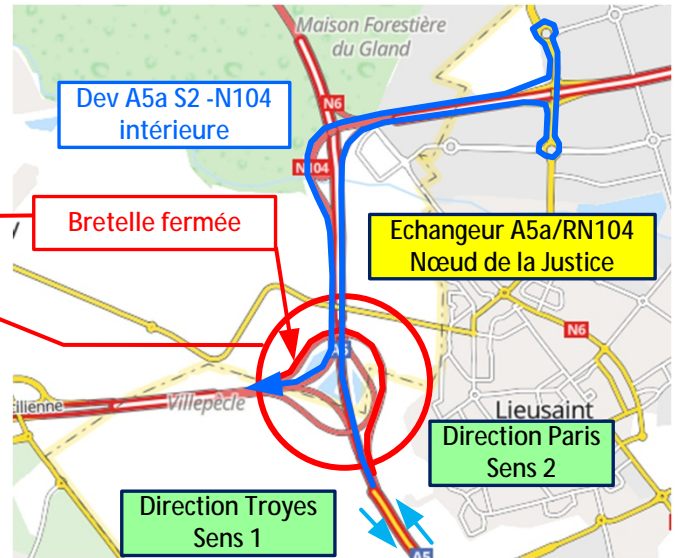 Maison Forestière
du Gland
Dev A5a S2 -N104
intérieure
N6
N104
Bretelle fermée
Echangeur A5a/RN104
Nœud de la Justice
N6
Villepècle
Lieusaint
Direction Paris
Sens 2
Direction Troyes
Sens 1
A5